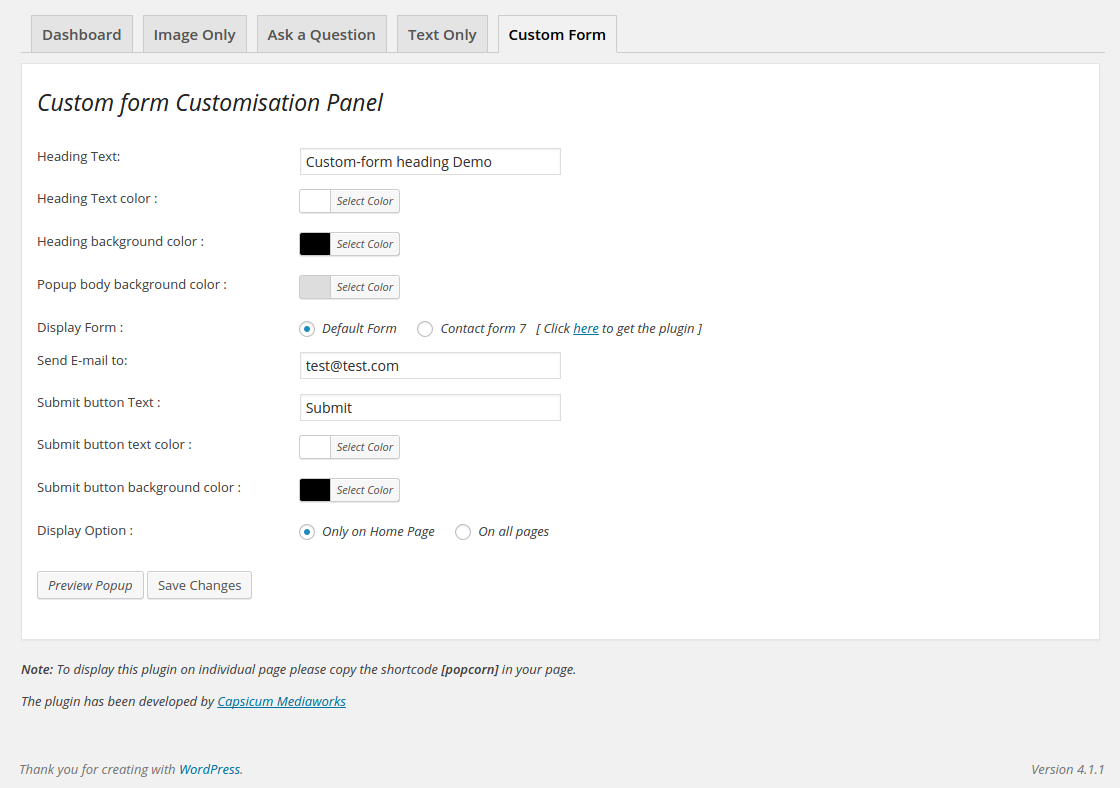 Dashboard Image Only Ask a Question Text Only Custom Form
Custom form Customisation Panel
Heading Text: Custom-form heading Demo
Heading Text color : Select Color
Heading background color : Select Color
Popup body background color : Select Color
Display Form : Default Form Contact form 7 [ Click here to get the plugin ]
Send E-mail to: test@test.com
Submit button Text : Submit
Submit button text color : Select Color
Submit button background color : Select Color
Display Option : Only on Home Page On all pages
Preview Popup Save Changes
Note: To display this plugin on individual page please copy the shortcode [popcorn] in your page.
The plugin has been developed by Capsicum Mediaworks
Thank you for creating with WordPress. Version 4.1.1